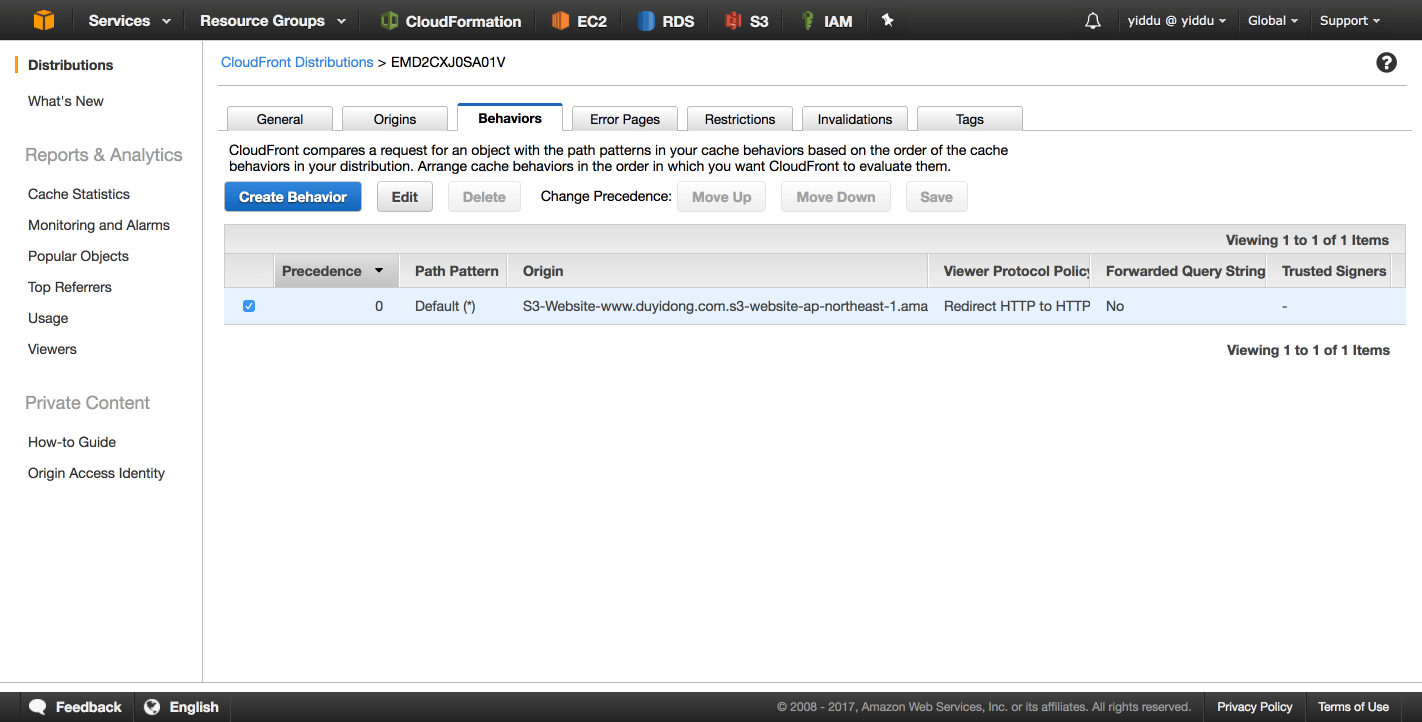 Services Resource Groups CloudFormation EC2 RDS S3 IAM yiddu @ yiddu Global Support
Distributions
What's New
Reports & Analytics
Cache Statistics
Monitoring and Alarms
Popular Objects
Top Referrers
Usage
Viewers
Private Content
How-to Guide
Origin Access Identity
CloudFront Distributions > EMD2CXJ0SA01V
General Origins Behaviors Error Pages Restrictions Invalidations Tags
CloudFront compares a request for an object with the path patterns in your cache behaviors based on the order of the cache
behaviors in your distribution. Arrange cache behaviors in the order in which you want CloudFront to evaluate them.
Create Behavior Edit Delete Change Precedence: Move Up Move Down Save
Viewing 1 to 1 of 1 Items
Precedence Path Pattern Origin Viewer Protocol Policy Forwarded Query String Trusted Signers
0 Default (*) S3-Website-www.duyidong.com.s3-website-ap-northeast-1.ama Redirect HTTP to HTTP No -
Viewing 1 to 1 of 1 Items
Feedback English © 2008 - 2017, Amazon Web Services, Inc. or its affiliates. All rights reserved. Privacy Policy Terms of Use